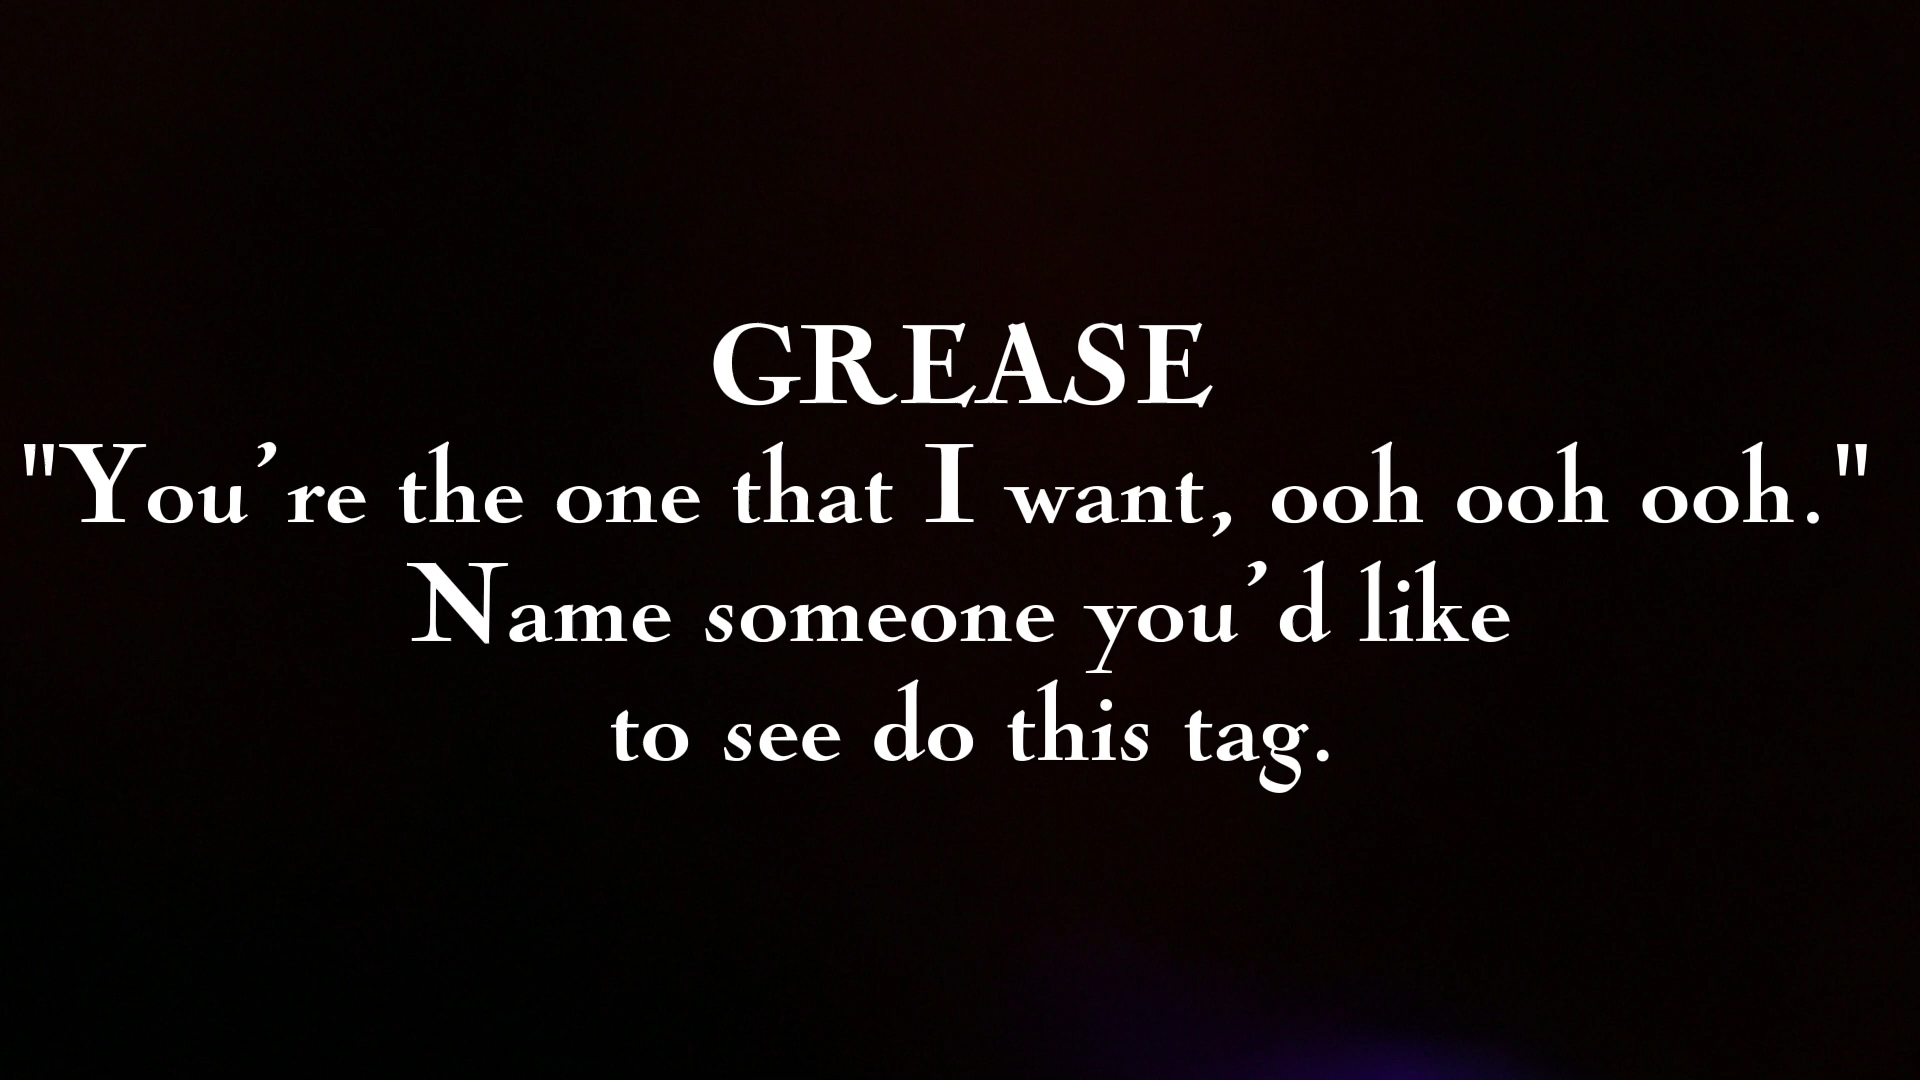 GREASE
"You’re the one that I want, ooh ooh ooh."
Name someone you’d like
to see do this tag.